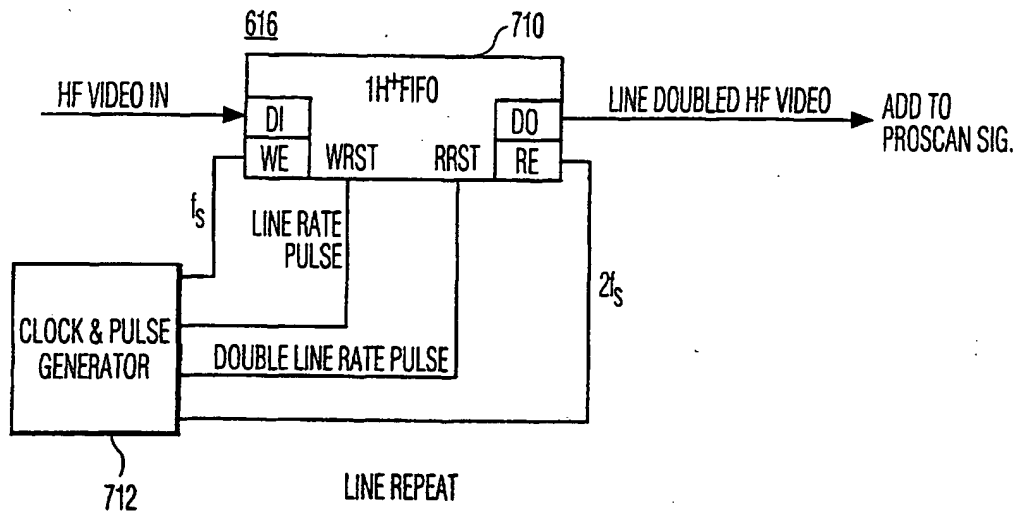 616
710
1H+FIFO
HF VIDEO IN
DI
WE
WRST
RRST
DO
RE
LINE DOUBLED HF VIDEO
ADD TO
PROSCAN SIG.
fS
LINE RATE
PULSE
2fS
CLOCK & PULSE
GENERATOR
DOUBLE LINE RATE PULSE
712
LINE REPEAT